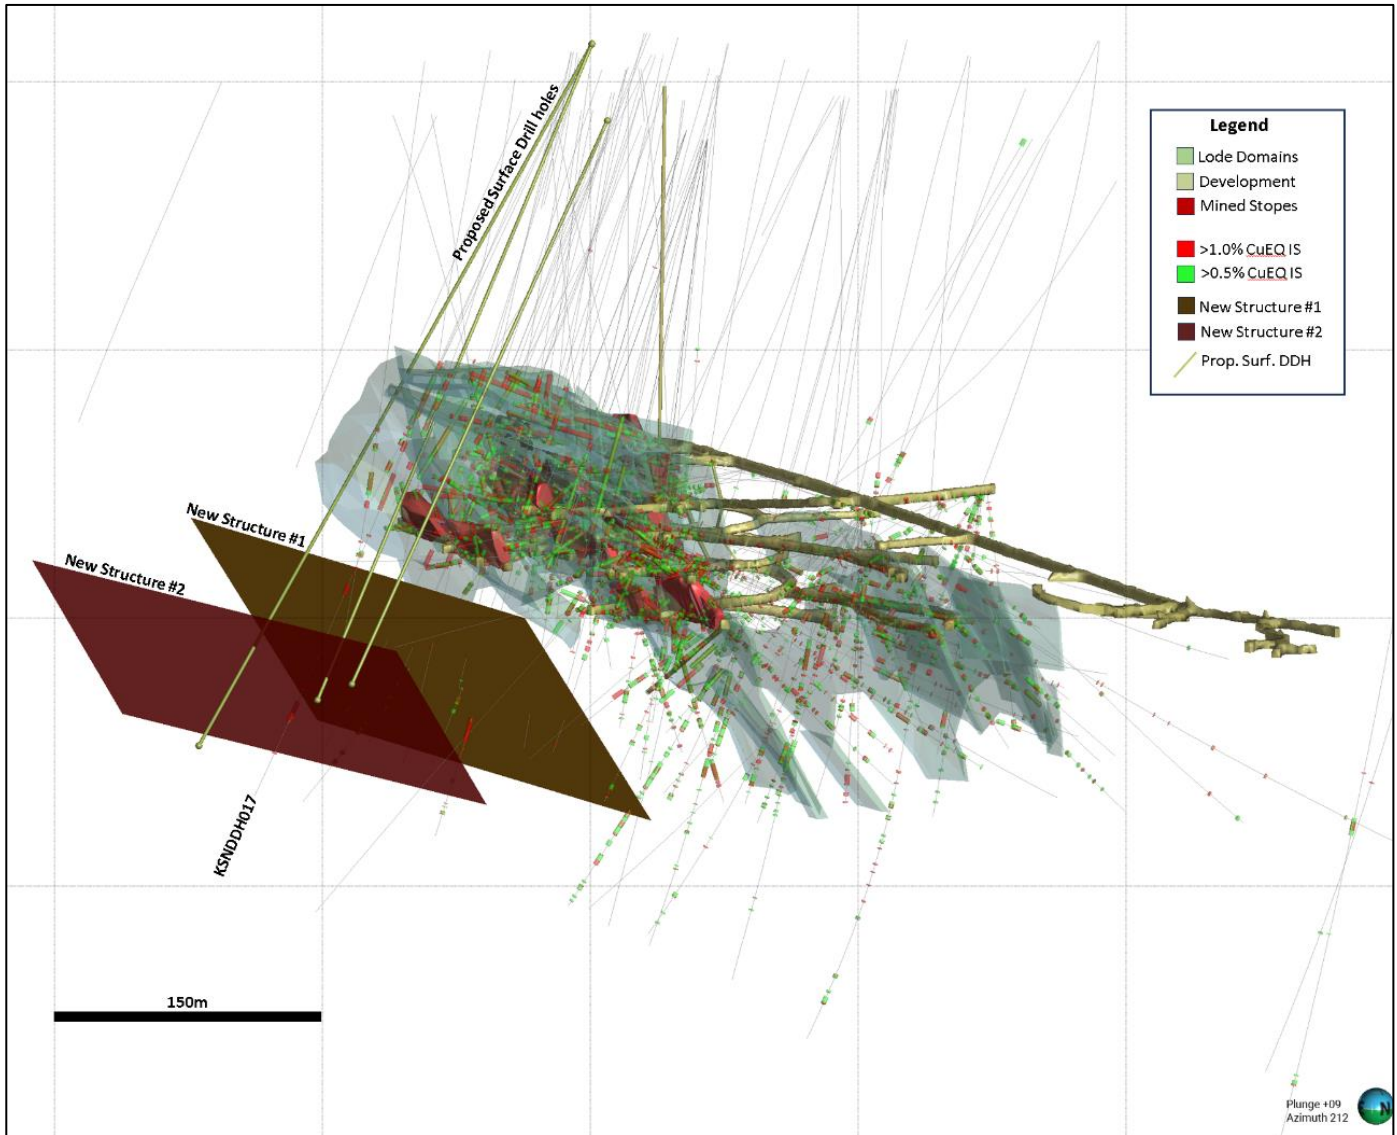 Proposed Surface Drill holes
Legend
Lode Domains
Development
Mined Stopes
>1.0% CuEQ IS
>0.5% CuEQ IS
New Structure #1
New Structure #2
Prop. Surf. DDH
New Structure #1
New Structure #2
KSNDDH017
150m
Plunge +09
Azimuth 212
N